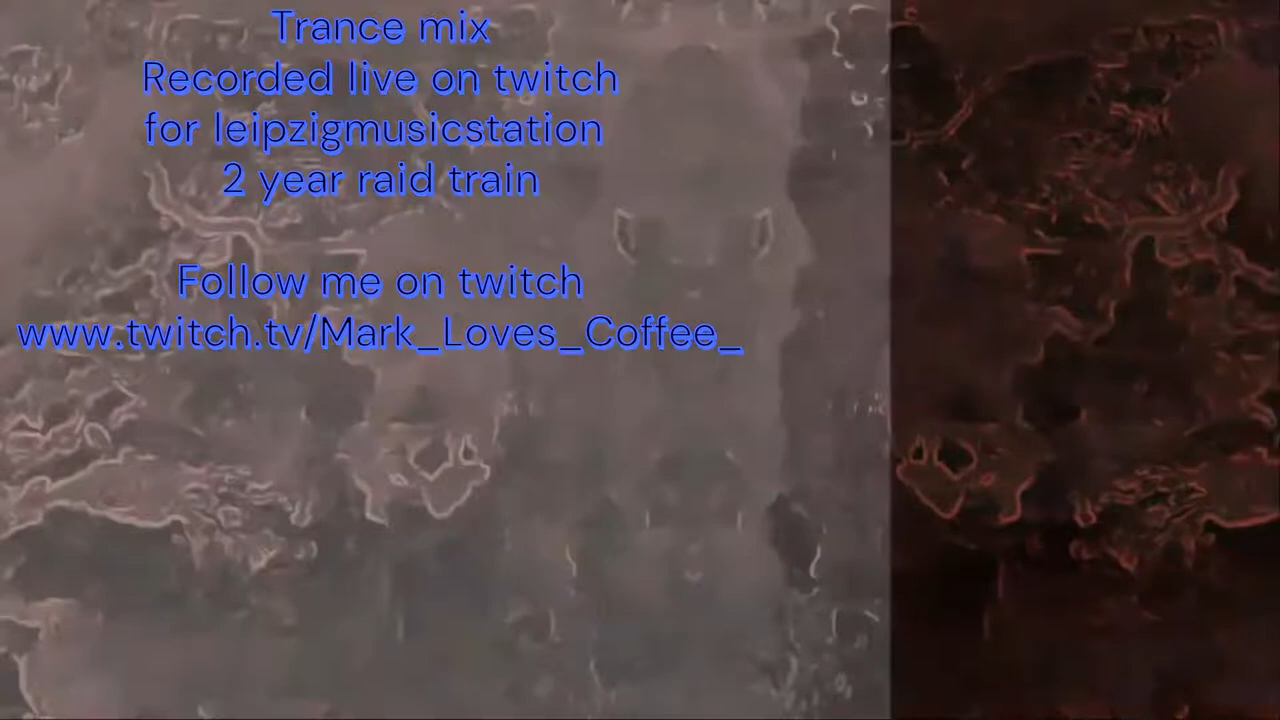 Trance mix
Recorded live on twitch
for leipzigmusicstation
2 year raid train
Follow me on twitch
www.twitch.tv/Mark_Loves_Coffee_